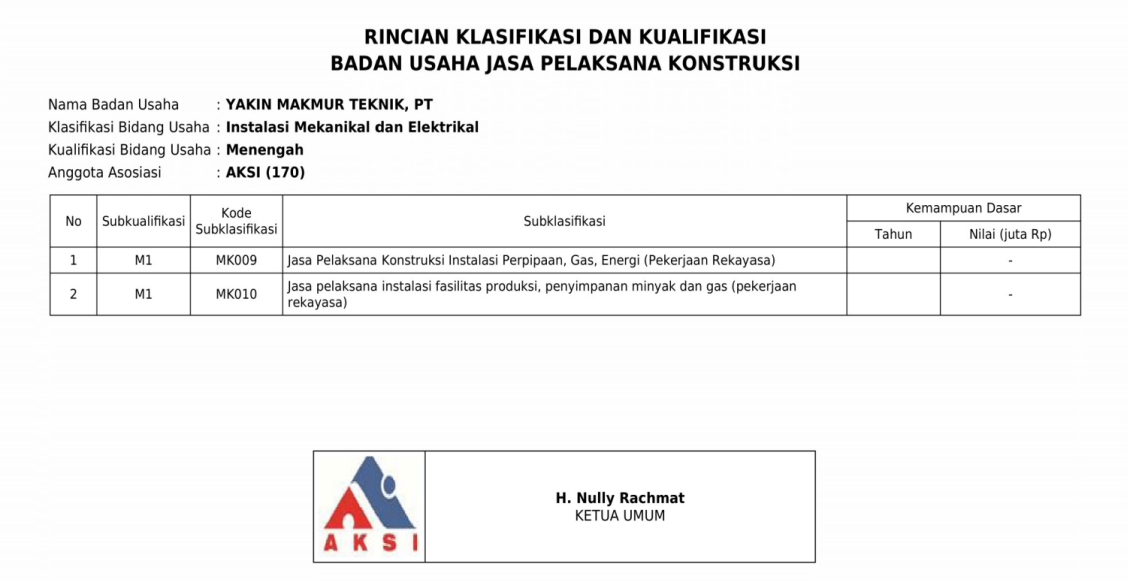 RINCIAN KLASIFIKASI DAN KUALIFIKASI
BADAN USAHA JASA PELAKSANA KONSTRUKSI
Nama Badan Usaha : YAKIN MAKMUR TEKNIK, PT
Klasifikasi Bidang Usaha : Instalasi Mekanikal dan Elektrikal
Kualifikasi Bidang Usaha : Menengah
Anggota Asosiasi : AKSI (170)
No Subkualifikasi Kode Subklasifikasi Subklasifikasi Kemampuan Dasar
Tahun Nilai (juta Rp)
1 M1 MK009 Jasa Pelaksana Konstruksi Instalasi Perpipaan, Gas, Energi (Pekerjaan Rekayasa) -
2 M1 MK010 Jasa pelaksana instalasi fasilitas produksi, penyimpanan minyak dan gas (pekerjaan
rekayasa) -
AKSI
H. Nully Rachmat
KETUA UMUM